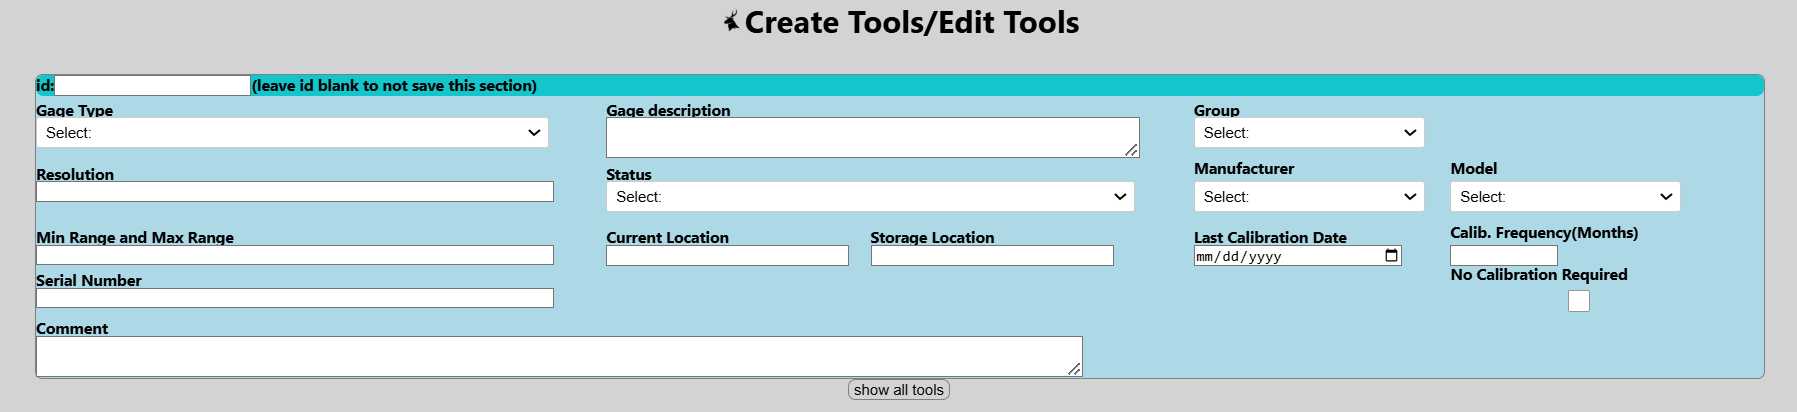 Create Tools/Edit Tools
id: (leave id blank to not save this section)
Gage Type Gage description Group
Select: Select:
Resolution Status Manufacturer Model
Select: Select: Select:
Min Range and Max Range Current Location Storage Location Last Calibration Date Calib. Frequency(Months)
mm/dd/yyyy
Serial Number No Calibration Required
Comment
show all tools